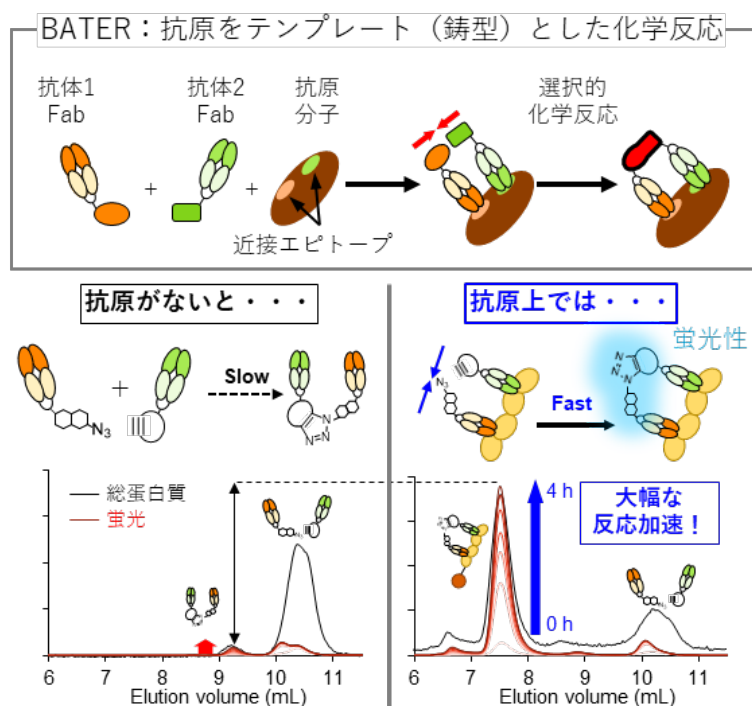 BATER：抗原をテンプレート（鋳型）とした化学反応
抗体1
Fab
抗体2
Fab
抗原
分子
選択的
化学反応
+
+
近接エピトープ
抗原がないと・・・
抗原上では・・・
+
N₃
Slow
N=N
N
N₃
Fast
N
N
N
蛍光性
総蛋白質
蛍光
N₃
4 h
0 h
大幅な
反応加速！
N₃
6 7 8 9 10 11
Elution volume (mL)
6 7 8 9 10 11
Elution volume (mL)